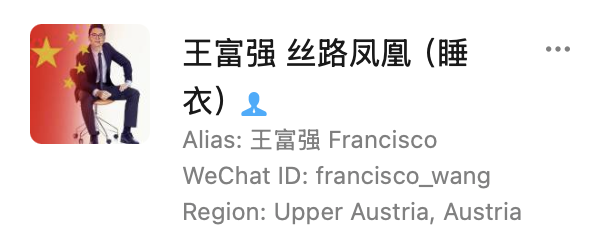 王富强 丝路凤凰（睡
衣）
Alias: 王富强 Francisco
WeChat ID: francisco_wang
Region: Upper Austria, Austria